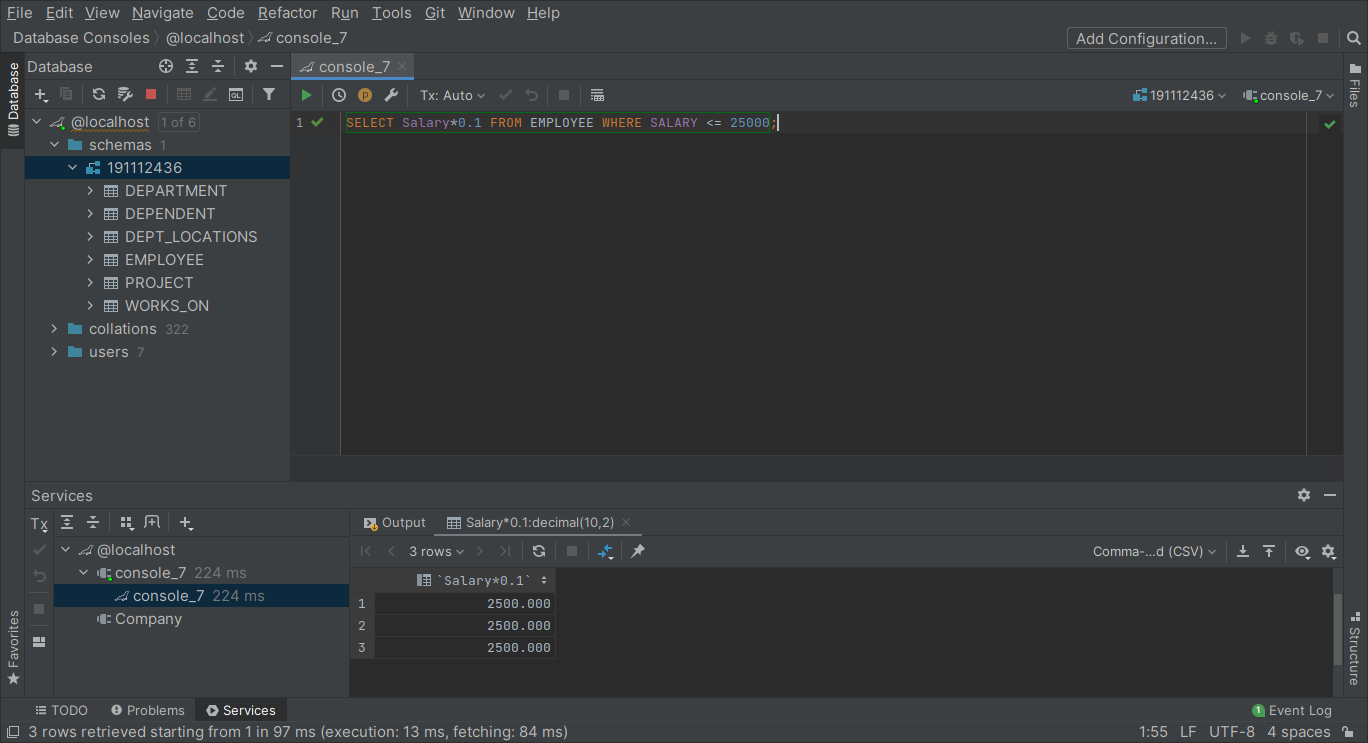 File Edit View Navigate Code Refactor Run Tools Git Window Help
Database Consoles @localhost console_7
Add Configuration...
Database
Database
console_7
Files
Tx: Auto
191112436
console_7
@localhost 1 of 6
schemas 1
191112436
DEPARTMENT
DEPENDENT
DEPT_LOCATIONS
EMPLOYEE
PROJECT
WORKS_ON
collations 322
users 7
1 SELECT Salary*0.1 FROM EMPLOYEE WHERE SALARY <= 25000;
Services
Tx
@localhost
console_7 224 ms
console_7 224 ms
Company
Output
Salary*0.1:decimal(10,2)
3 rows
Comma-...d (CSV)
`Salary*0.1`
1 2500.000
2 2500.000
3 2500.000
Favorites
Structure
TODO Problems Services
1 Event Log
3 rows retrieved starting from 1 in 97 ms (execution: 13 ms, fetching: 84 ms)
1:55 LF UTF-8 4 spaces